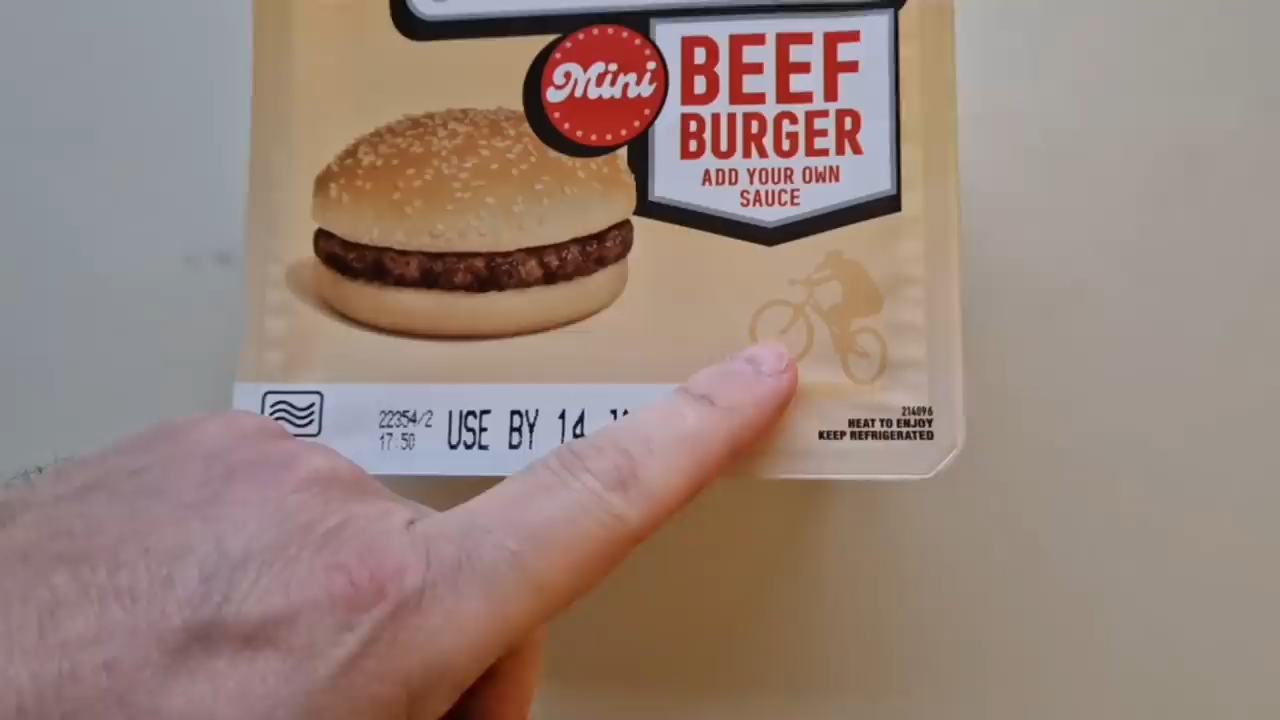 Mini
BEEF
BURGER
ADD YOUR OWN
SAUCE
22354/2
17:50
USE BY 14
214096
HEAT TO ENJOY
KEEP REFRIGERATED